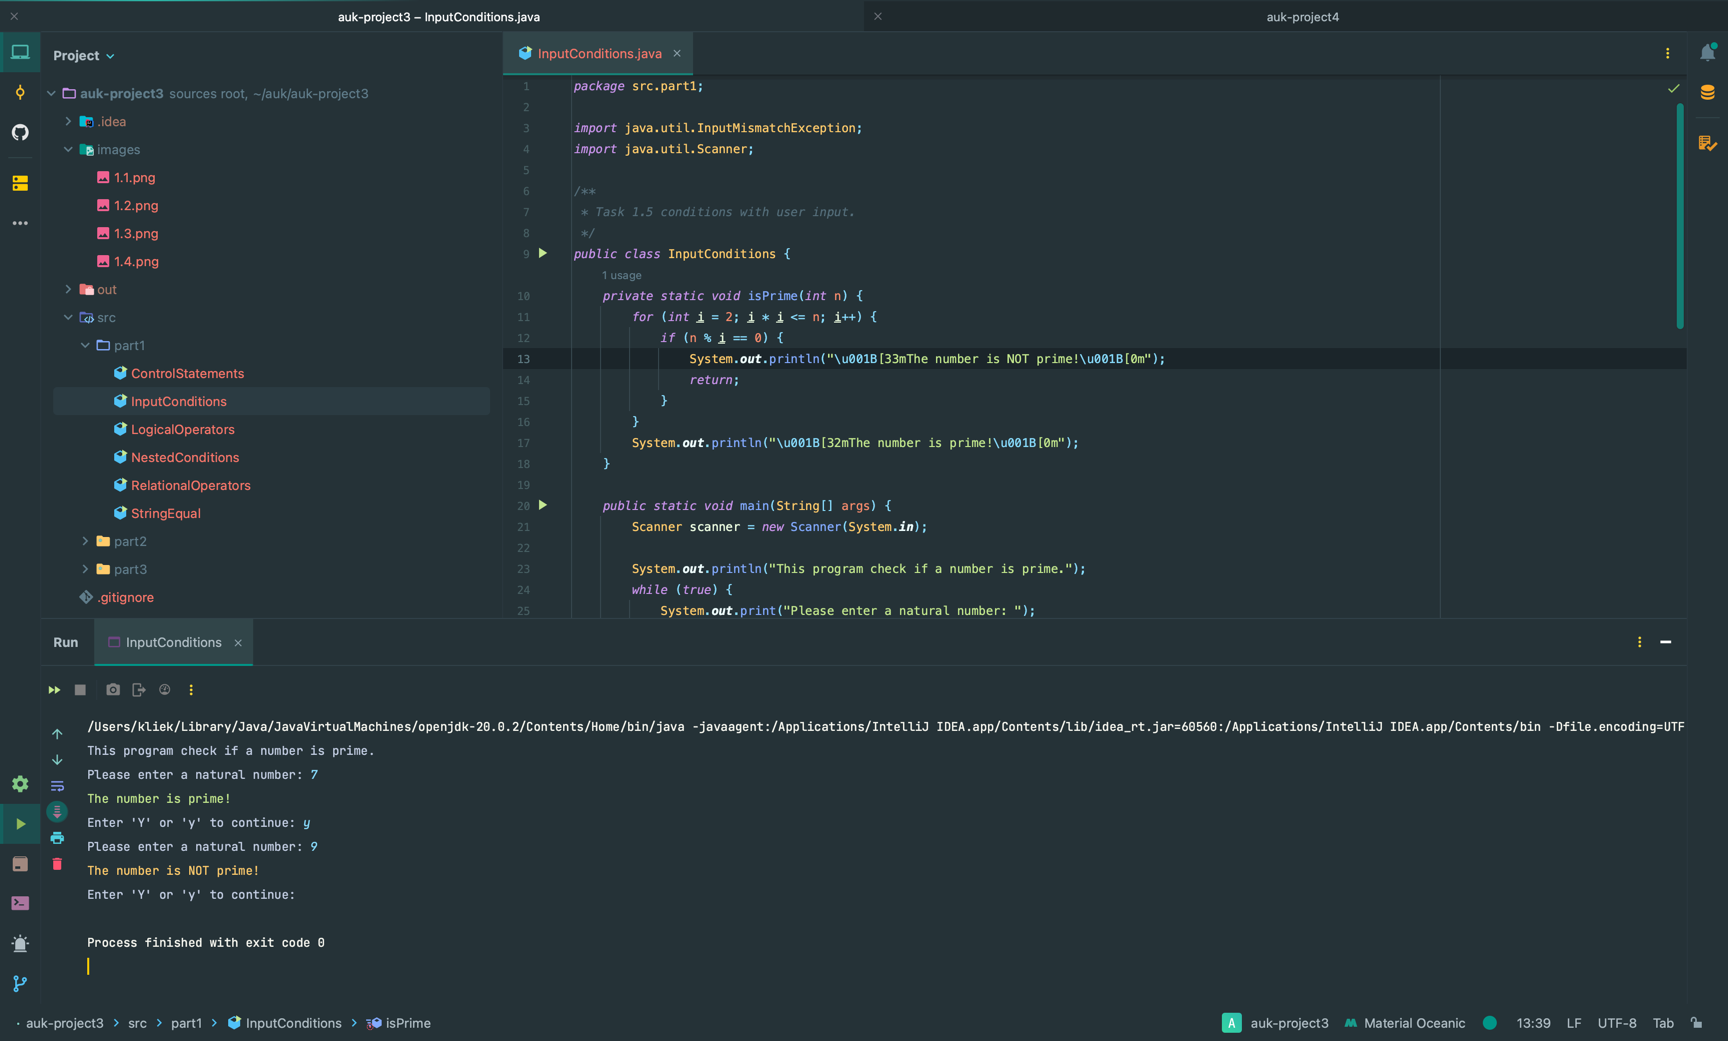 auk-project3 – InputConditions.java
auk-project4
Project
auk-project3 sources root, ~/auk/auk-project3
.idea
images
1.1.png
1.2.png
1.3.png
1.4.png
out
src
part1
ControlStatements
InputConditions
LogicalOperators
NestedConditions
RelationalOperators
StringEqual
part2
part3
.gitignore
InputConditions.java
1 package src.part1;
2
3 import java.util.InputMismatchException;
4 import java.util.Scanner;
5
6 /**
7 * Task 1.5 conditions with user input.
8 */
9 public class InputConditions {
1 usage
10 private static void isPrime(int n) {
11 for (int i = 2; i * i <= n; i++) {
12 if (n % i == 0) {
13 System.out.println("\u001B[33mThe number is NOT prime!\u001B[0m");
14 return;
15 }
16 }
17 System.out.println("\u001B[32mThe number is prime!\u001B[0m");
18 }
19
20 public static void main(String[] args) {
21 Scanner scanner = new Scanner(System.in);
22
23 System.out.println("This program check if a number is prime.");
24 while (true) {
25 System.out.print("Please enter a natural number: ");
Run InputConditions
/Users/kliek/Library/Java/JavaVirtualMachines/openjdk-20.0.2/Contents/Home/bin/java -javaagent:/Applications/IntelliJ IDEA.app/Contents/lib/idea_rt.jar=60560:/Applications/IntelliJ IDEA.app/Contents/bin -Dfile.encoding=UTF
This program check if a number is prime.
Please enter a natural number: 7
The number is prime!
Enter 'Y' or 'y' to continue: y
Please enter a natural number: 9
The number is NOT prime!
Enter 'Y' or 'y' to continue:
Process finished with exit code 0
auk-project3 > src > part1 > InputConditions > isPrime
A auk-project3 Material Oceanic 13:39 LF UTF-8 Tab